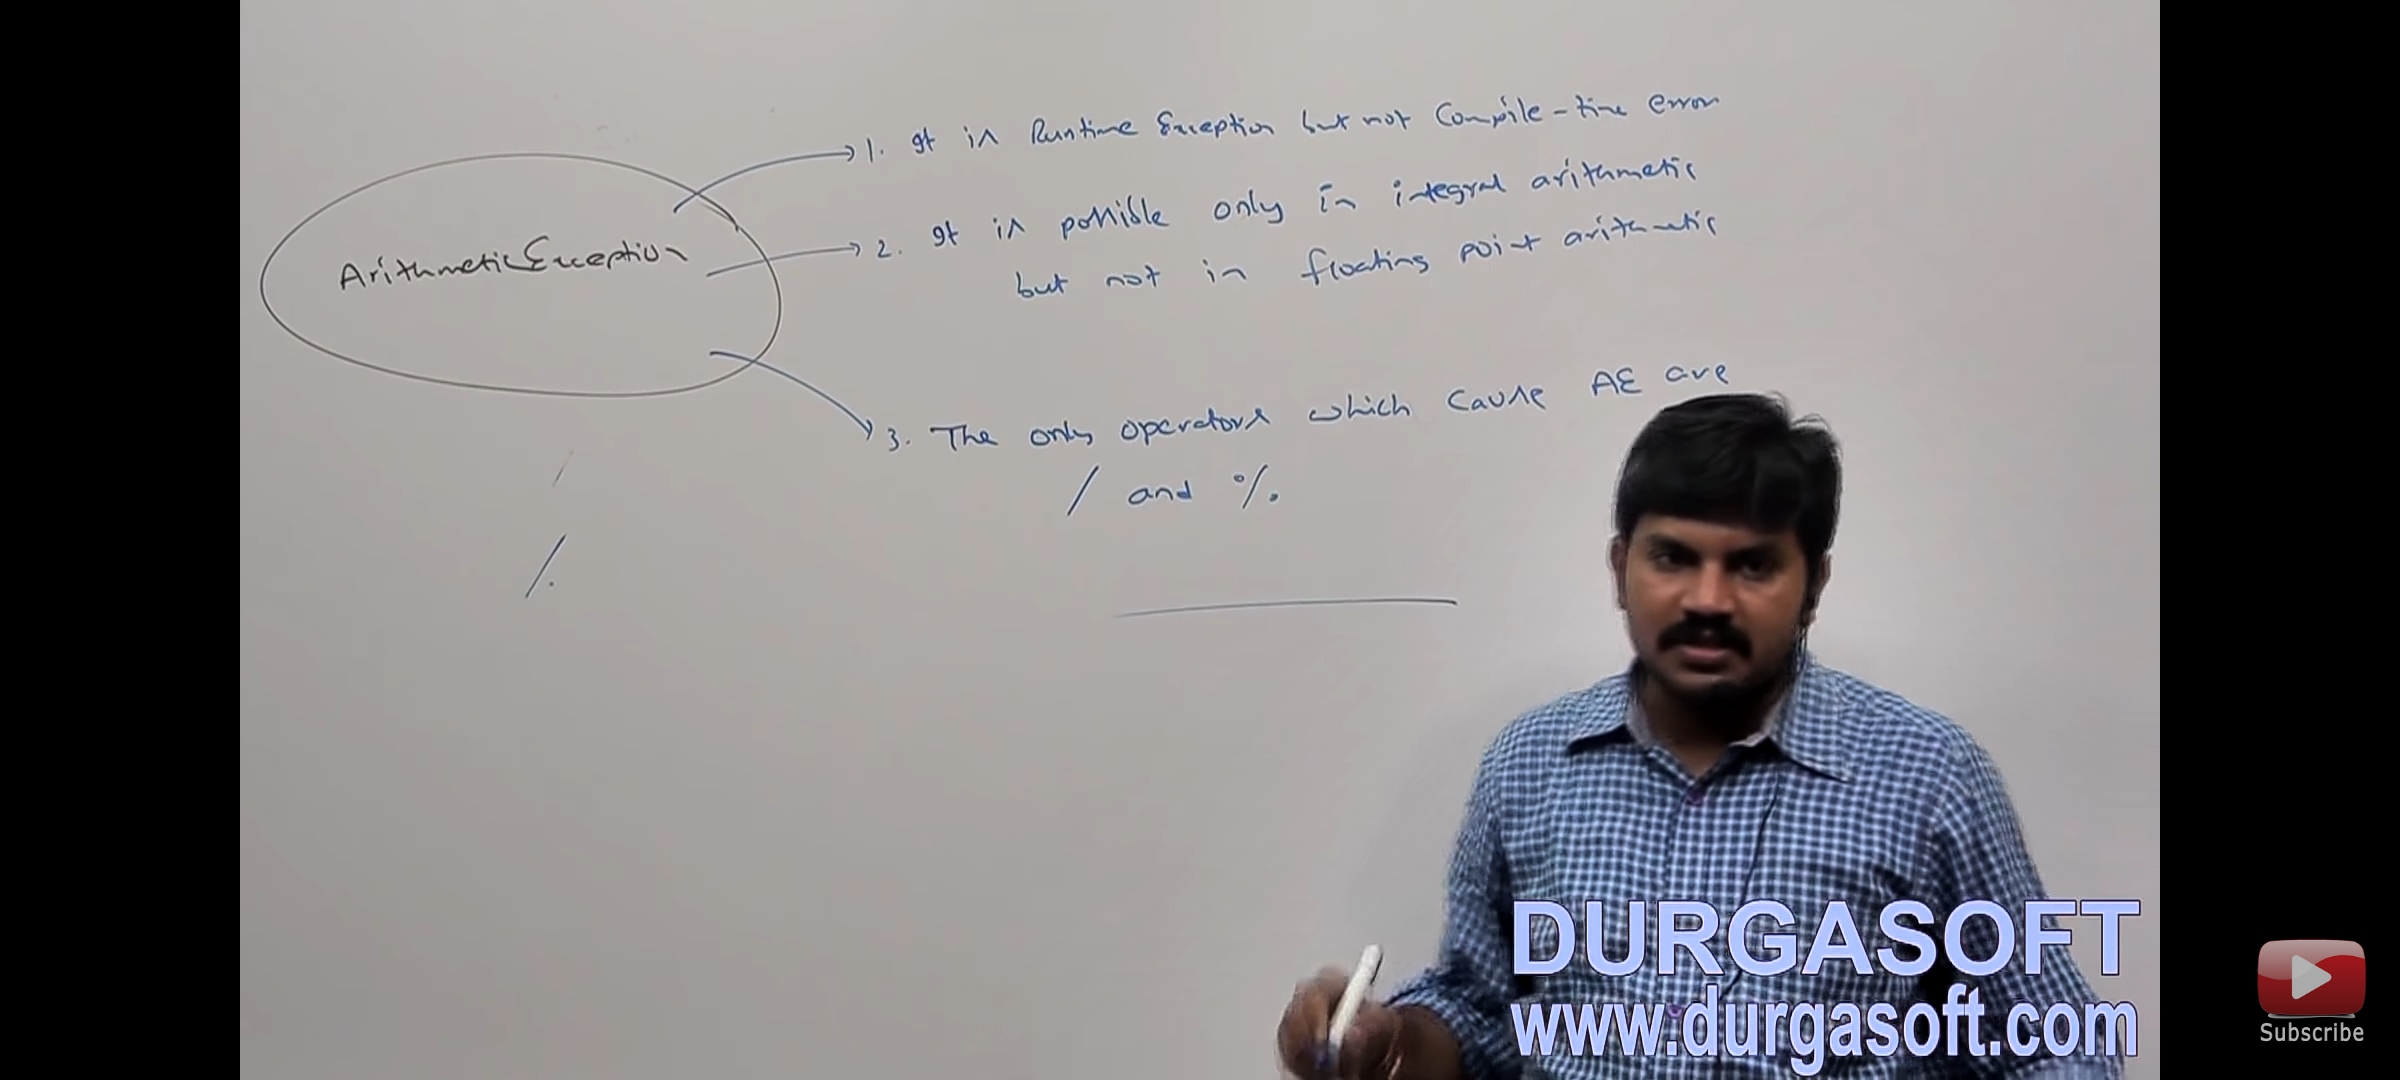 1. It is Runtime Exception but not Compile-time error
ArithmeticException
2. It is possible only in integral arithmetic
but not in floating point arithmetic
3. The only operators which cause AE are
/ and %.
/
%
DURGASOFT
www.durgasoft.com
Subscribe